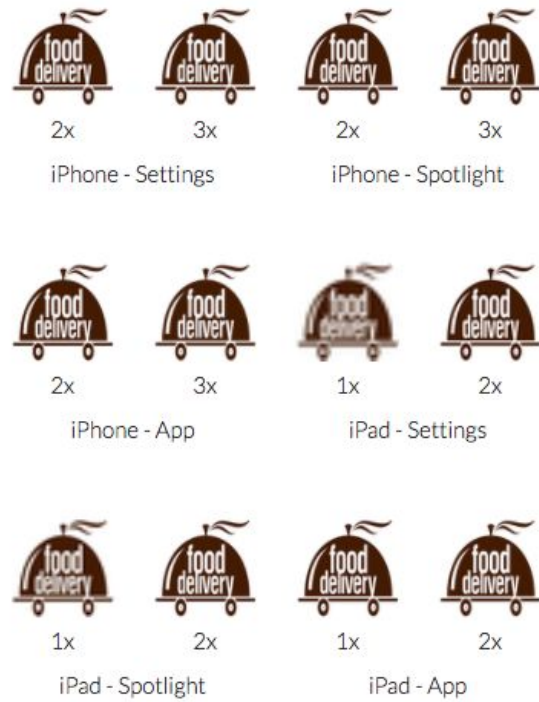 food food food food
delivery delivery delivery delivery
2x 3x 2x 3x
iPhone - Settings iPhone - Spotlight
food food food food
delivery delivery delivery delivery
2x 3x 1x 2x
iPhone - App iPad - Settings
food food food food
delivery delivery delivery delivery
1x 2x 1x 2x
iPad - Spotlight iPad - App